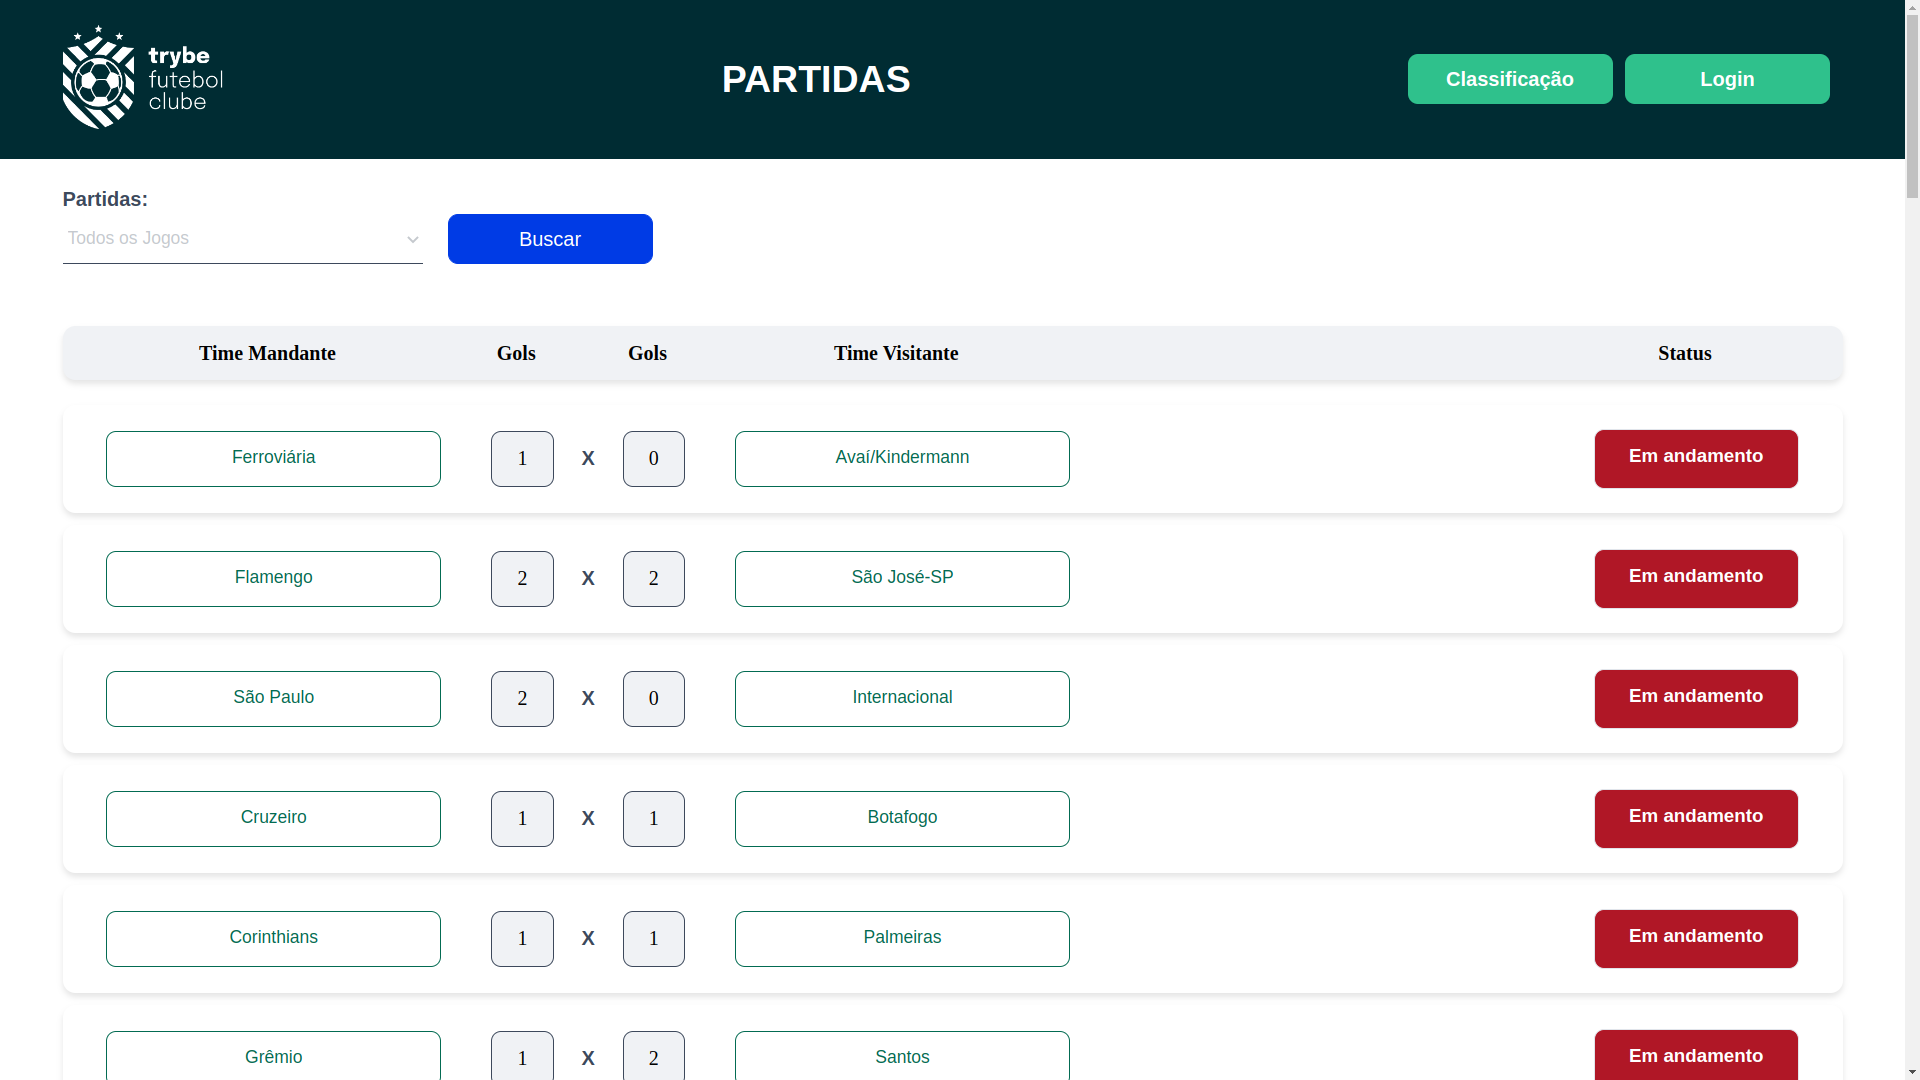 trybe
futebol
clube
PARTIDAS
Classificação
Login
Partidas:
Todos os Jogos
Buscar
Time Mandante Gols Gols Time Visitante Status
Ferroviária 1 X 0 Avaí/Kindermann Em andamento
Flamengo 2 X 2 São José-SP Em andamento
São Paulo 2 X 0 Internacional Em andamento
Cruzeiro 1 X 1 Botafogo Em andamento
Corinthians 1 X 1 Palmeiras Em andamento
Grêmio 1 X 2 Santos Em andamento